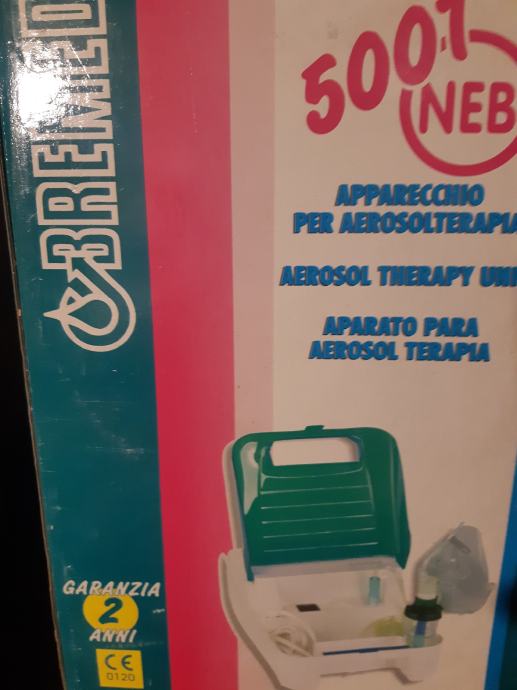 BREMED
500.1
NEB
APPARECCHIO
PER AEROSOLTERAPIA
AEROSOL THERAPY UNI
APARATO PARA
AEROSOL TERAPIA
GARANZIA
2
ANNI
CE
0120